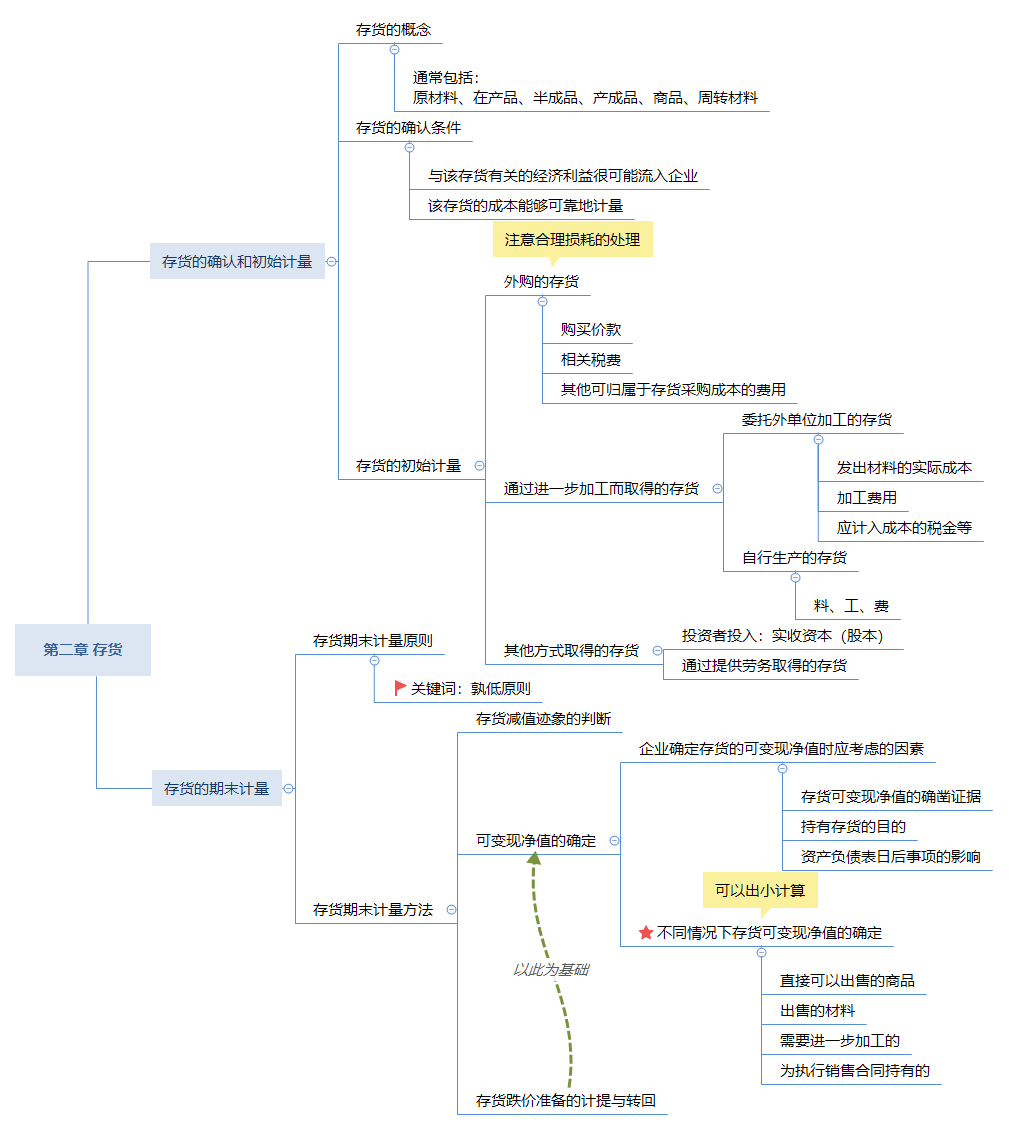 存货的概念
通常包括：
原材料、在产品、半成品、产成品、商品、周转材料
存货的确认条件
与该存货有关的经济利益很可能流入企业
该存货的成本能够可靠地计量
注意合理损耗的处理
存货的确认和初始计量
外购的存货
购买价款
相关税费
其他可归属于存货采购成本的费用
委托外单位加工的存货
存货的初始计量
发出材料的实际成本
通过进一步加工而取得的存货
加工费用
应计入成本的税金等
自行生产的存货
料、工、费
第二章 存货
存货期末计量原则
其他方式取得的存货
投资者投入：实收资本（股本）
通过提供劳务取得的存货
关键词：孰低原则
存货减值迹象的判断
企业确定存货的可变现净值时应考虑的因素
存货的期末计量
存货可变现净值的确凿证据
持有存货的目的
可变现净值的确定
资产负债表日后事项的影响
可以出小计算
存货期末计量方法
不同情况下存货可变现净值的确定
以此为基础
直接可以出售的商品
出售的材料
需要进一步加工的
为执行销售合同持有的
存货跌价准备的计提与转回